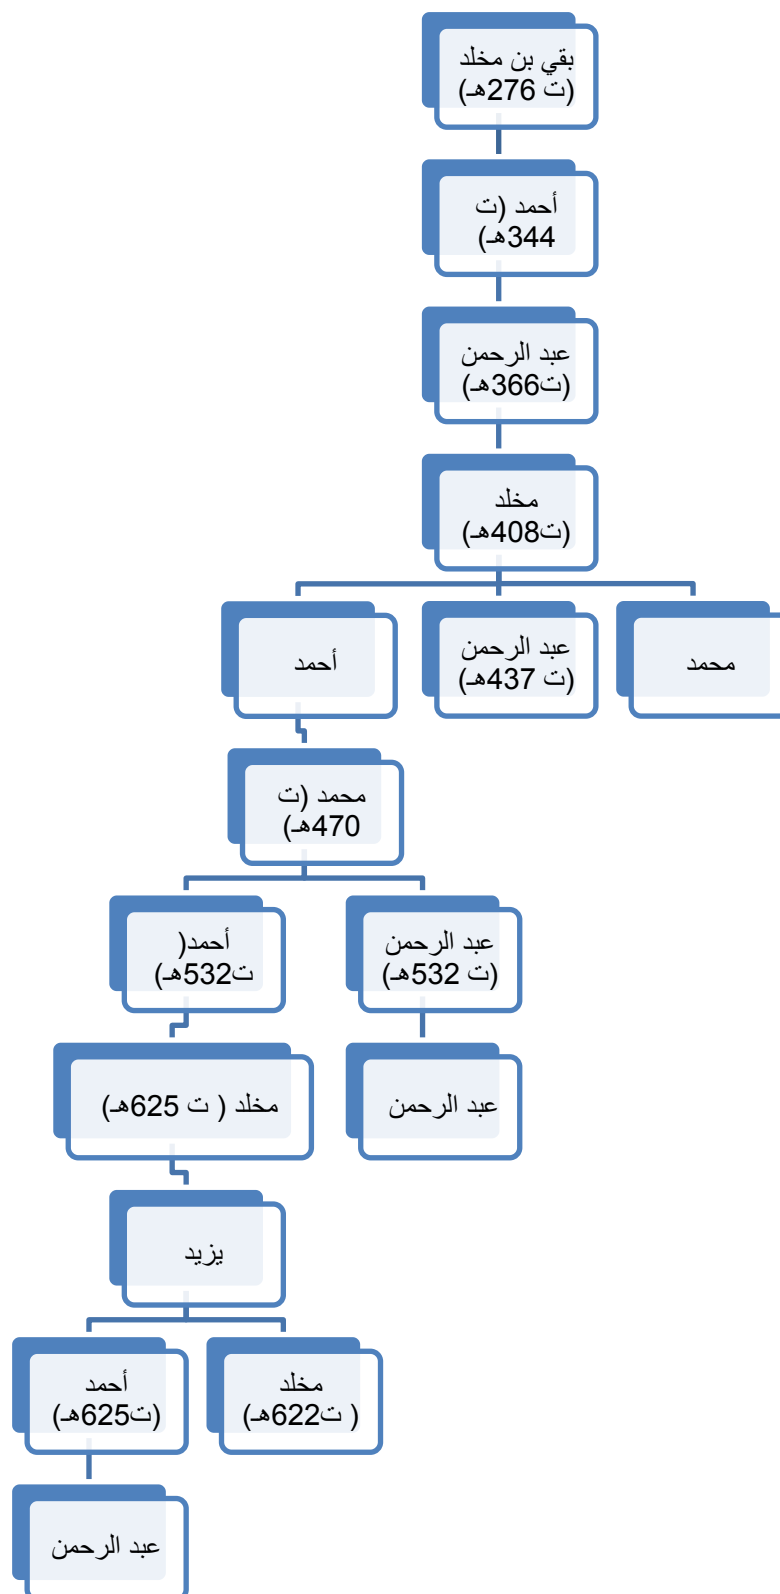 بقي بن مخلد
(ت 276هـ)
أحمد (ت
344هـ)
عبد الرحمن
(ت366هـ)
مخلد
(ت408هـ)
محمد
عبد الرحمن
(ت 437هـ)
أحمد
محمد (ت
470هـ)
عبد الرحمن
(ت 532هـ)
أحمد(
ت532هـ)
عبد الرحمن
مخلد ( ت 625هـ)
يزيد
مخلد
( ت622هـ)
أحمد
(ت625هـ)
عبد الرحمن